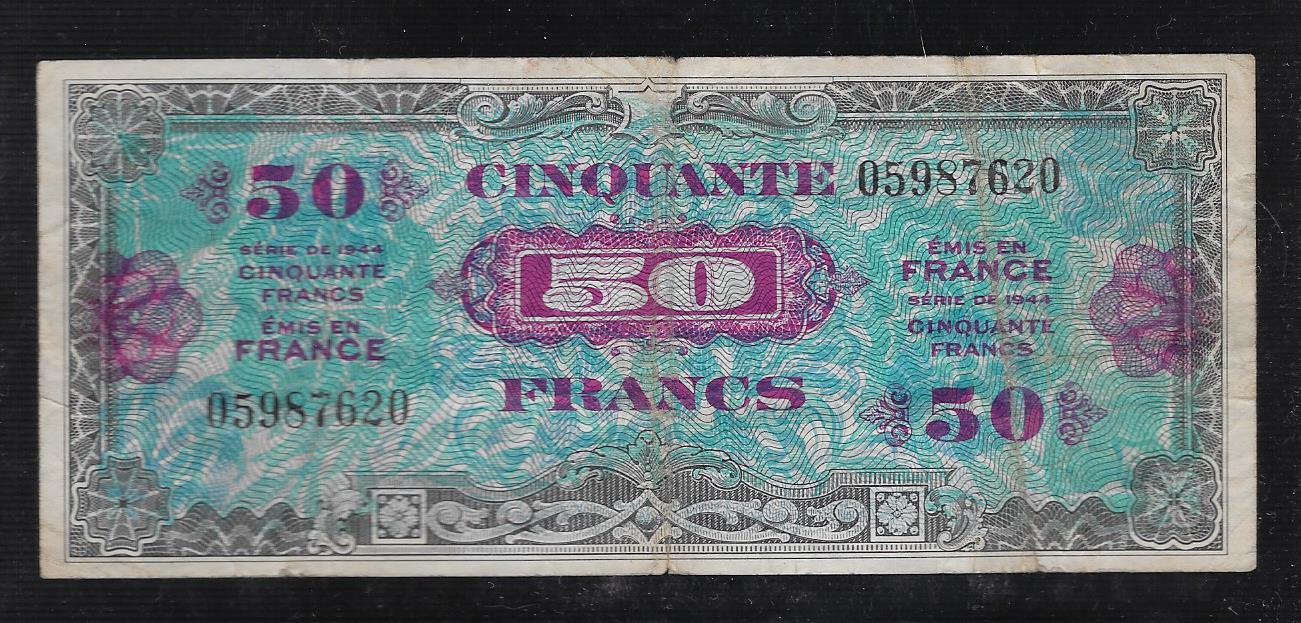 50
CINQUANTE
05987620
SÉRIE DE 1944
CINQUANTE
FRANCS
ÉMIS EN
FRANCE
05987620
50
FRANCS
ÉMIS EN
FRANCE
SÉRIE DE 1944
CINQUANTE
FRANCS
50